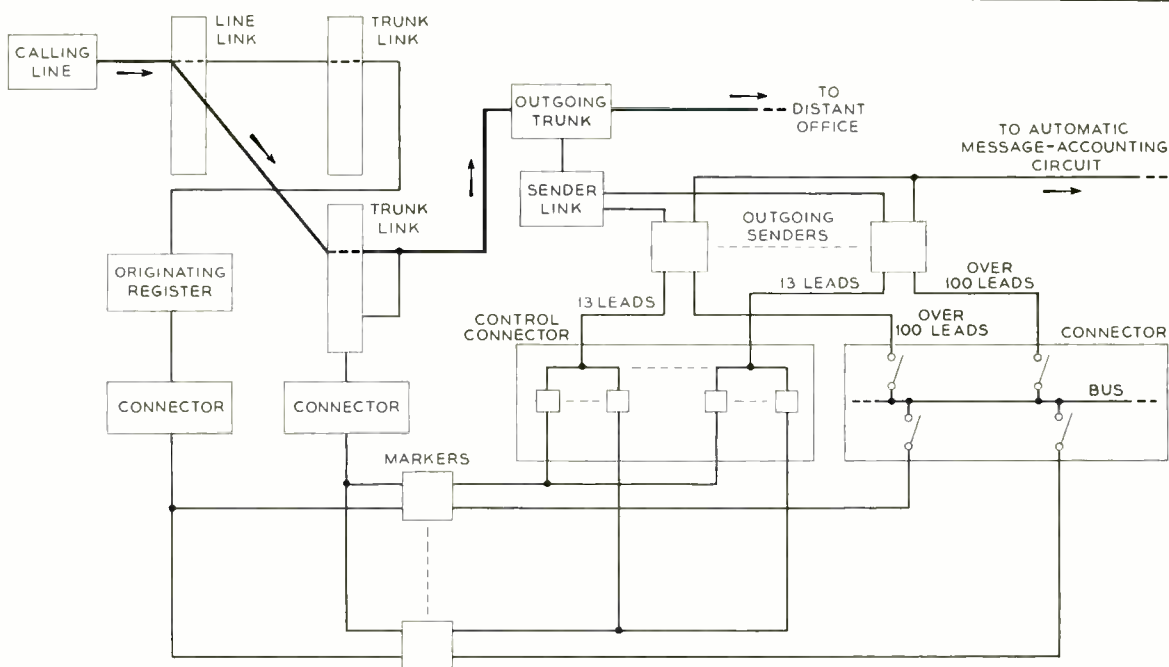 CALLING
LINE
LINE
LINK
TRUNK
LINK
OUTGOING
TRUNK
TO
DISTANT
OFFICE
TO AUTOMATIC
MESSAGE-ACCOUNTING
CIRCUIT
SENDER
LINK
TRUNK
LINK
OUTGOING
SENDERS
ORIGINATING
REGISTER
13 LEADS
13 LEADS
OVER
100 LEADS
OVER
100 LEADS
CONTROL
CONNECTOR
CONNECTOR
BUS
CONNECTOR
CONNECTOR
MARKERS